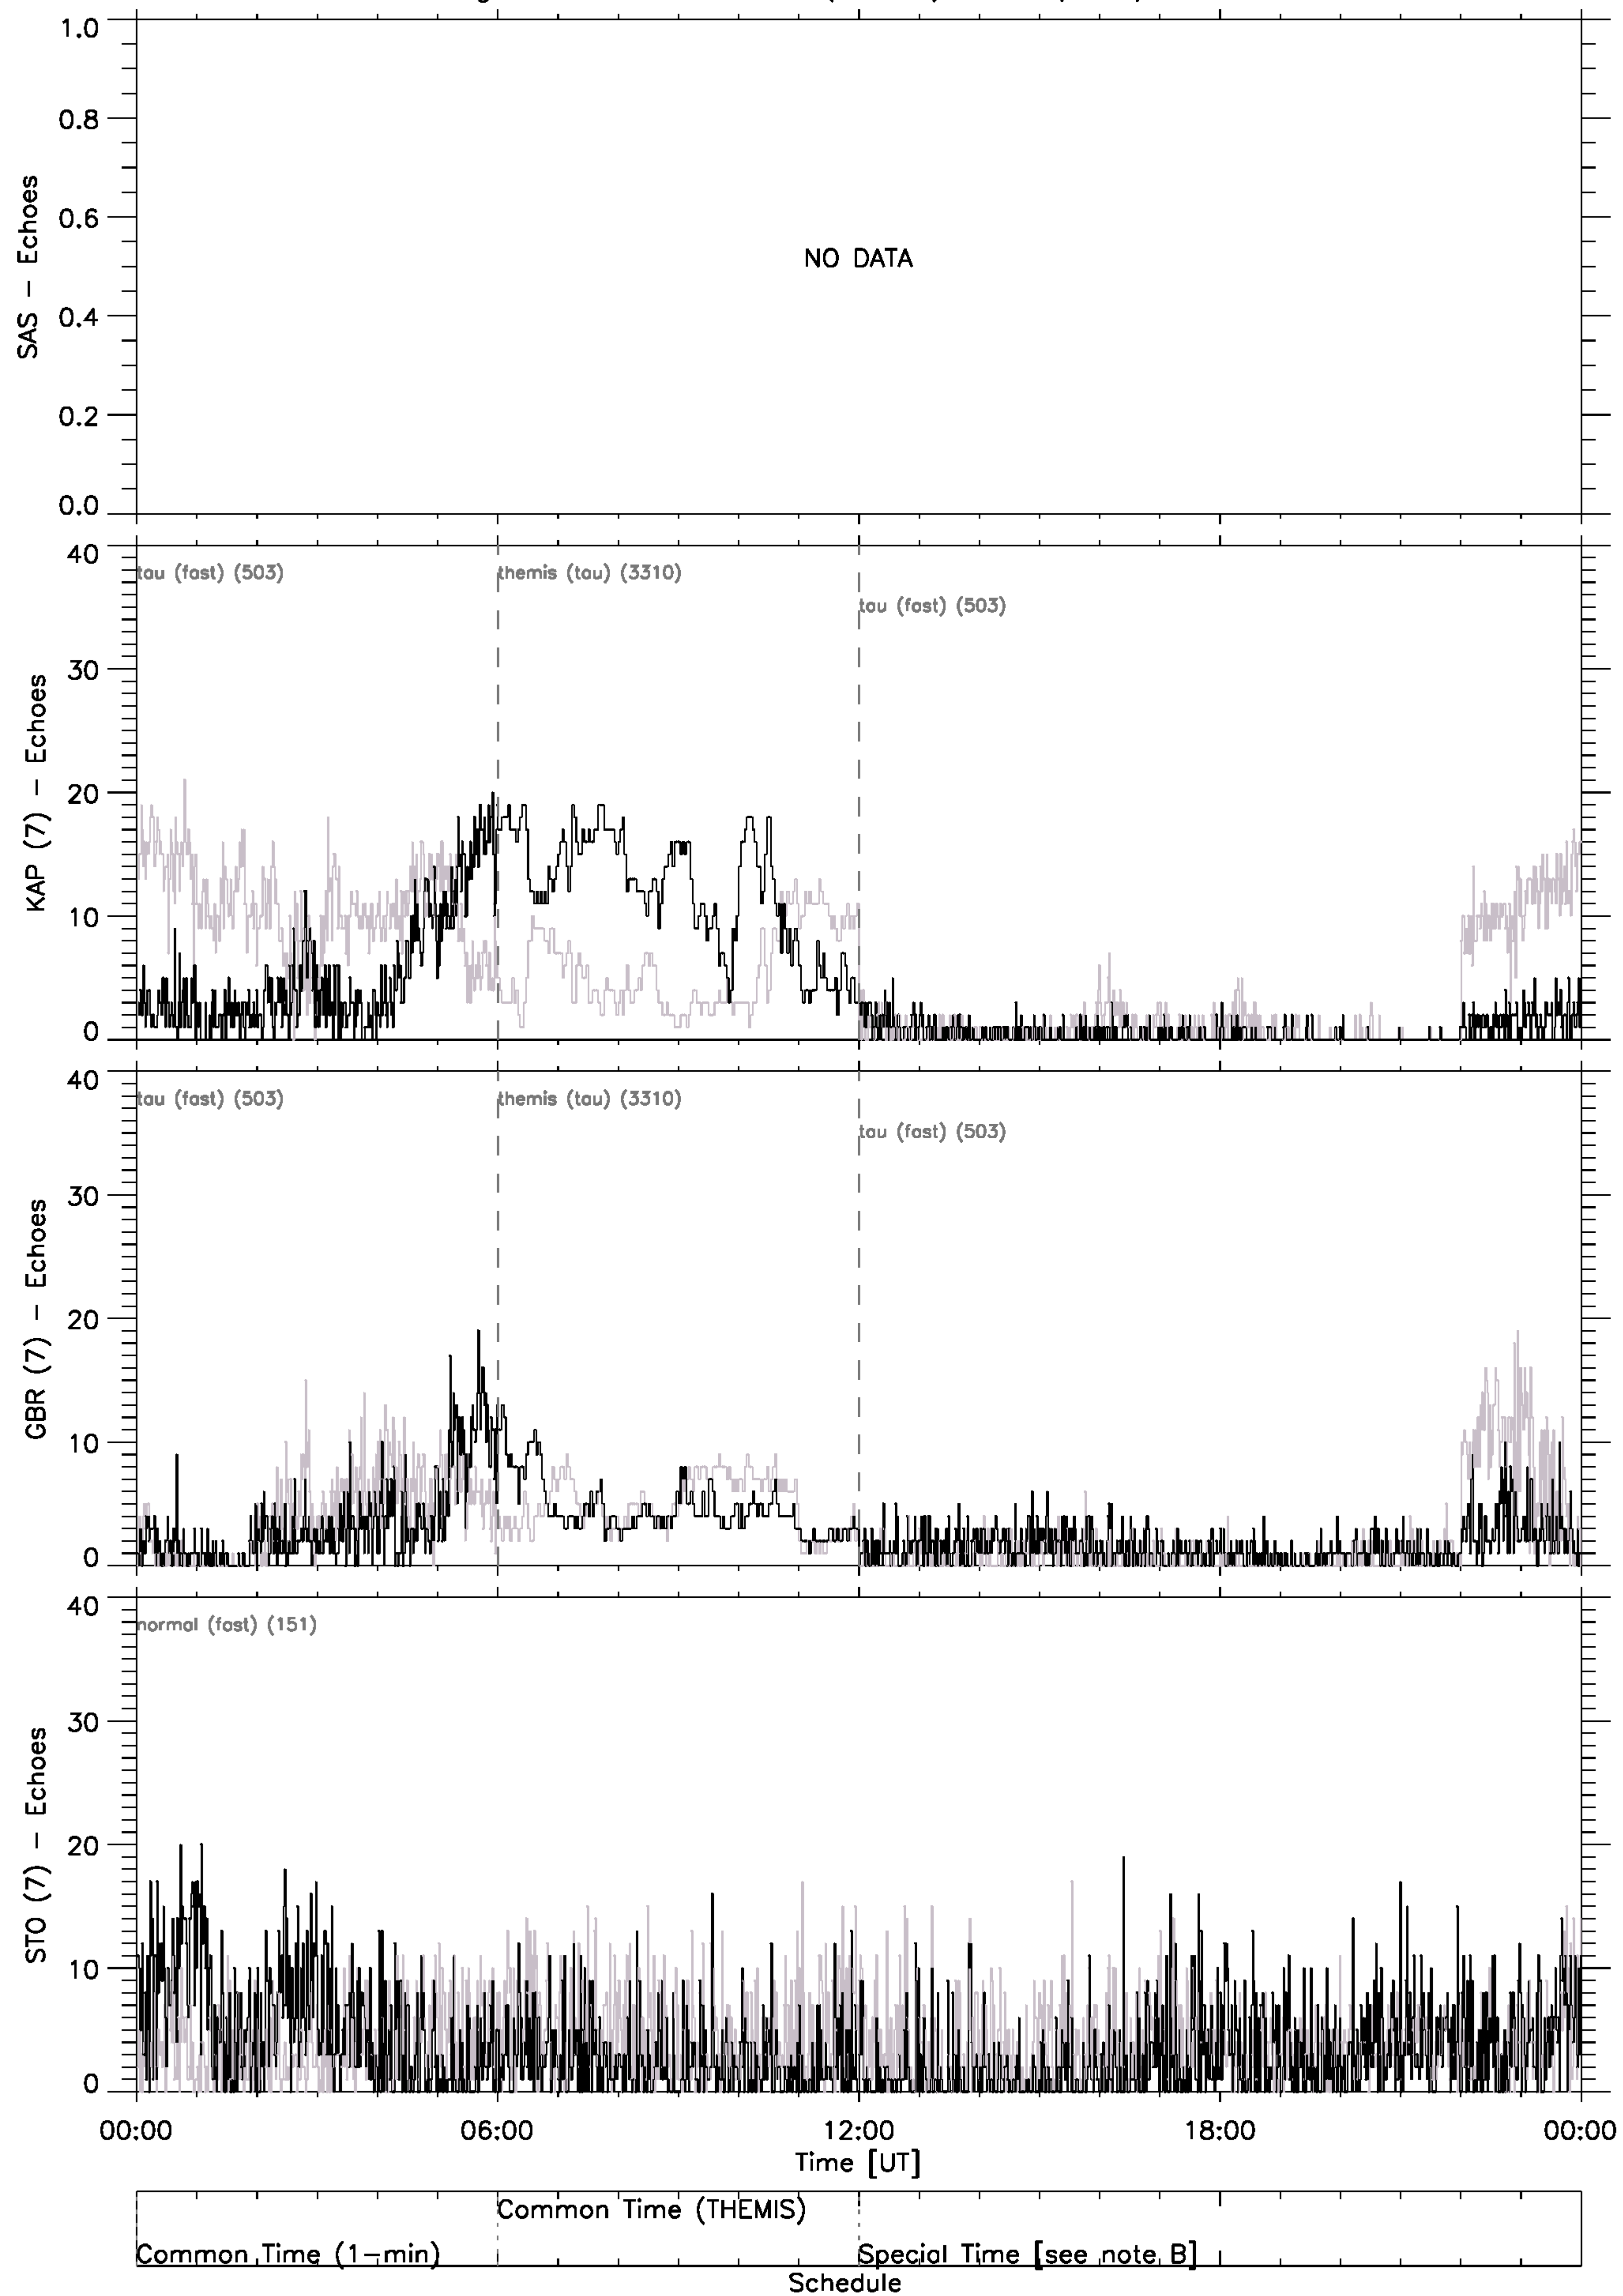 1.0
0.8
0.6
0.4
0.2
0.0
SAS – Echoes
NO DATA
40
30
20
10
0
KAP (7) – Echoes
tau (fast) (503)
themis (tau) (3310)
tau (fast) (503)
40
30
20
10
0
GBR (7) – Echoes
tau (fast) (503)
themis (tau) (3310)
tau (fast) (503)
40
30
20
10
0
STO (7) – Echoes
normal (fast) (151)
00:00 06:00 12:00 18:00 00:00
Time [UT]
Common Time (THEMIS)
Common Time (1–min) Special Time [see note B]
Schedule